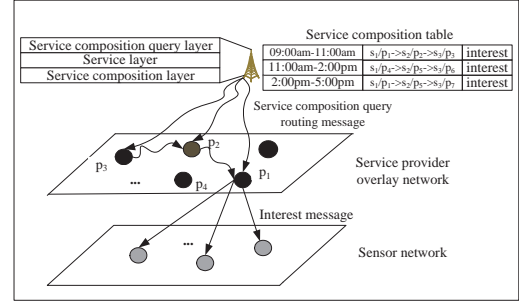 Service composition table
Service composition query layer
Service layer
Service composition layer
09:00am-11:00am s₁/p₁->s₂/p₂->s₃/p₃ interest
11:00am-2:00pm s₁/p₄->s₂/p₅->s₃/p₆ interest
2:00pm-5:00pm s₁/p₁->s₂/p₅->s₃/p₇ interest
Service composition query
routing message
p₂
p₃
Service provider
overlay network
...
p₄
p₁
Interest message
...
Sensor network